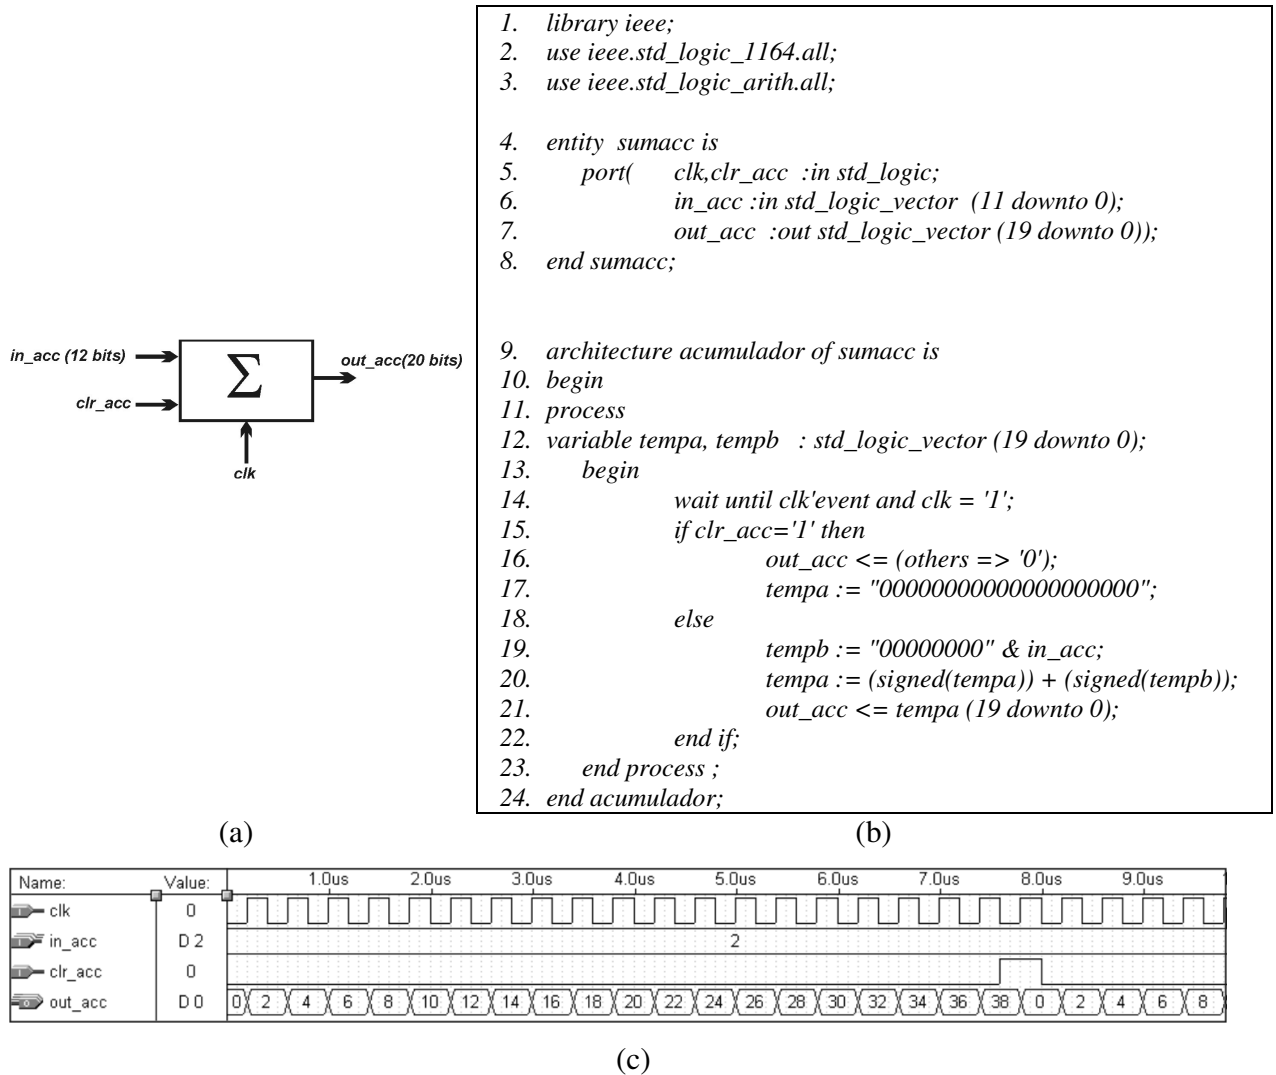 1. library ieee;
2. use ieee.std_logic_1164.all;
3. use ieee.std_logic_arith.all;
4. entity sumacc is
5. port( clk,clr_acc :in std_logic;
6. in_acc :in std_logic_vector (11 downto 0);
7. out_acc :out std_logic_vector (19 downto 0));
8. end sumacc;
9. architecture acumulador of sumacc is
10. begin
11. process
12. variable tempa, tempb : std_logic_vector (19 downto 0);
13. begin
14. wait until clk'event and clk = '1';
15. if clr_acc='1' then
16. out_acc <= (others => '0');
17. tempa := "00000000000000000000";
18. else
19. tempb := "00000000" & in_acc;
20. tempa := (signed(tempa)) + (signed(tempb));
21. out_acc <= tempa (19 downto 0);
22. end if;
23. end process ;
24. end acumulador;
in_acc (12 bits)
Σ
out_acc(20 bits)
clr_acc
clk
(a)
(b)
Name: Value: 1.0us 2.0us 3.0us 4.0us 5.0us 6.0us 7.0us 8.0us 9.0us 1
clk 0
in_acc D 2 2
clr_acc 0
out_acc D 0 0 2 4 6 8 10 12 14 16 18 20 22 24 26 28 30 32 34 36 38 0 2 4 6 8
(c)